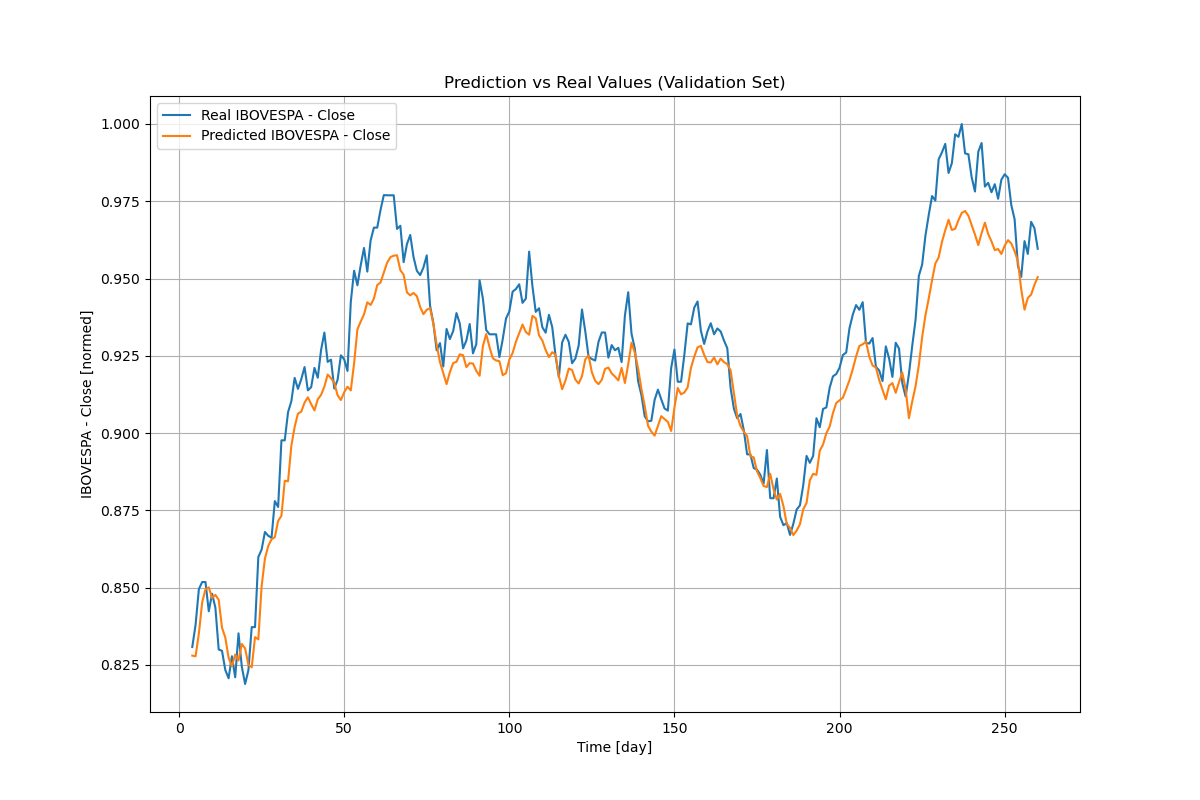 Prediction vs Real Values (Validation Set)
Real IBOVESPA - Close
Predicted IBOVESPA - Close
IBOVESPA - Close [normed]
1.000
0.975
0.950
0.925
0.900
0.875
0.850
0.825
0 50 100 150 200 250
Time [day]